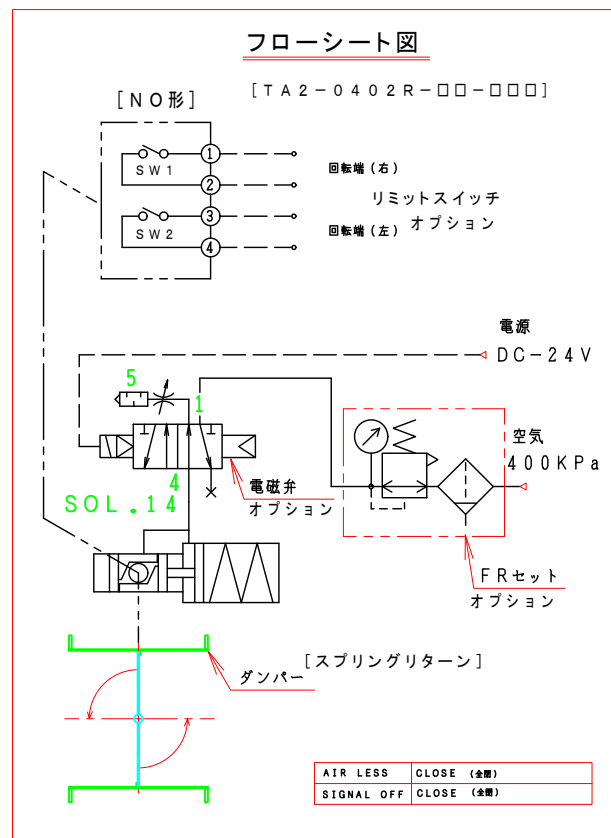 フローシート図
[TA2-0402R-□□-□□□]
[NO形]
1
SW1
2
3
SW2
4
回転端(右)
リミットスイッチ
オプション
回転端(左)
電源
DC-24V
5
1
4
SOL.14
電磁弁
オプション
空気
400KPa
FRセット
オプション
[スプリングリターン]
ダンパー
AIR LESS CLOSE (全閉)
SIGNAL OFF CLOSE (全閉)